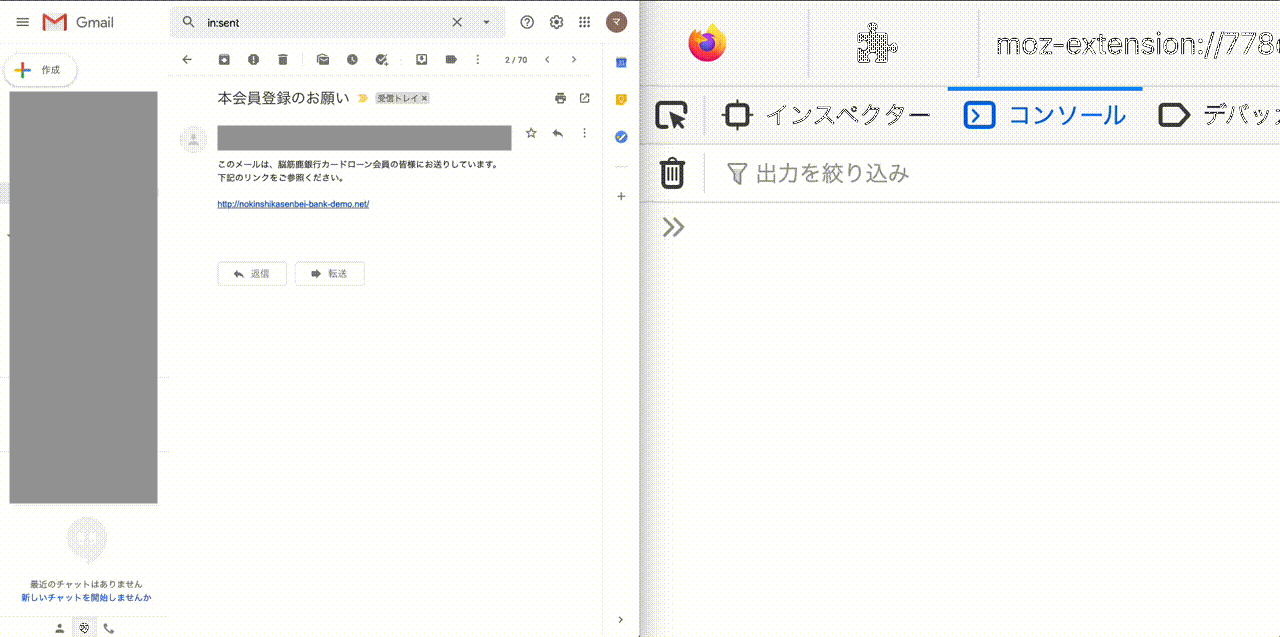 Gmail
in:sent
マ
作成
2 / 70
本会員登録のお願い
受信トレイ ×
このメールは、脳筋鹿銀行カードローン会員の皆様にお送りしています。
下記のリンクをご参照ください。
http://nokinshikasenbei-bank-demo.net/
返信
転送
最近のチャットはありません
新しいチャットを開始しませんか
moz-extension://778
インスペクター
コンソール
デバッガ
出力を絞り込み